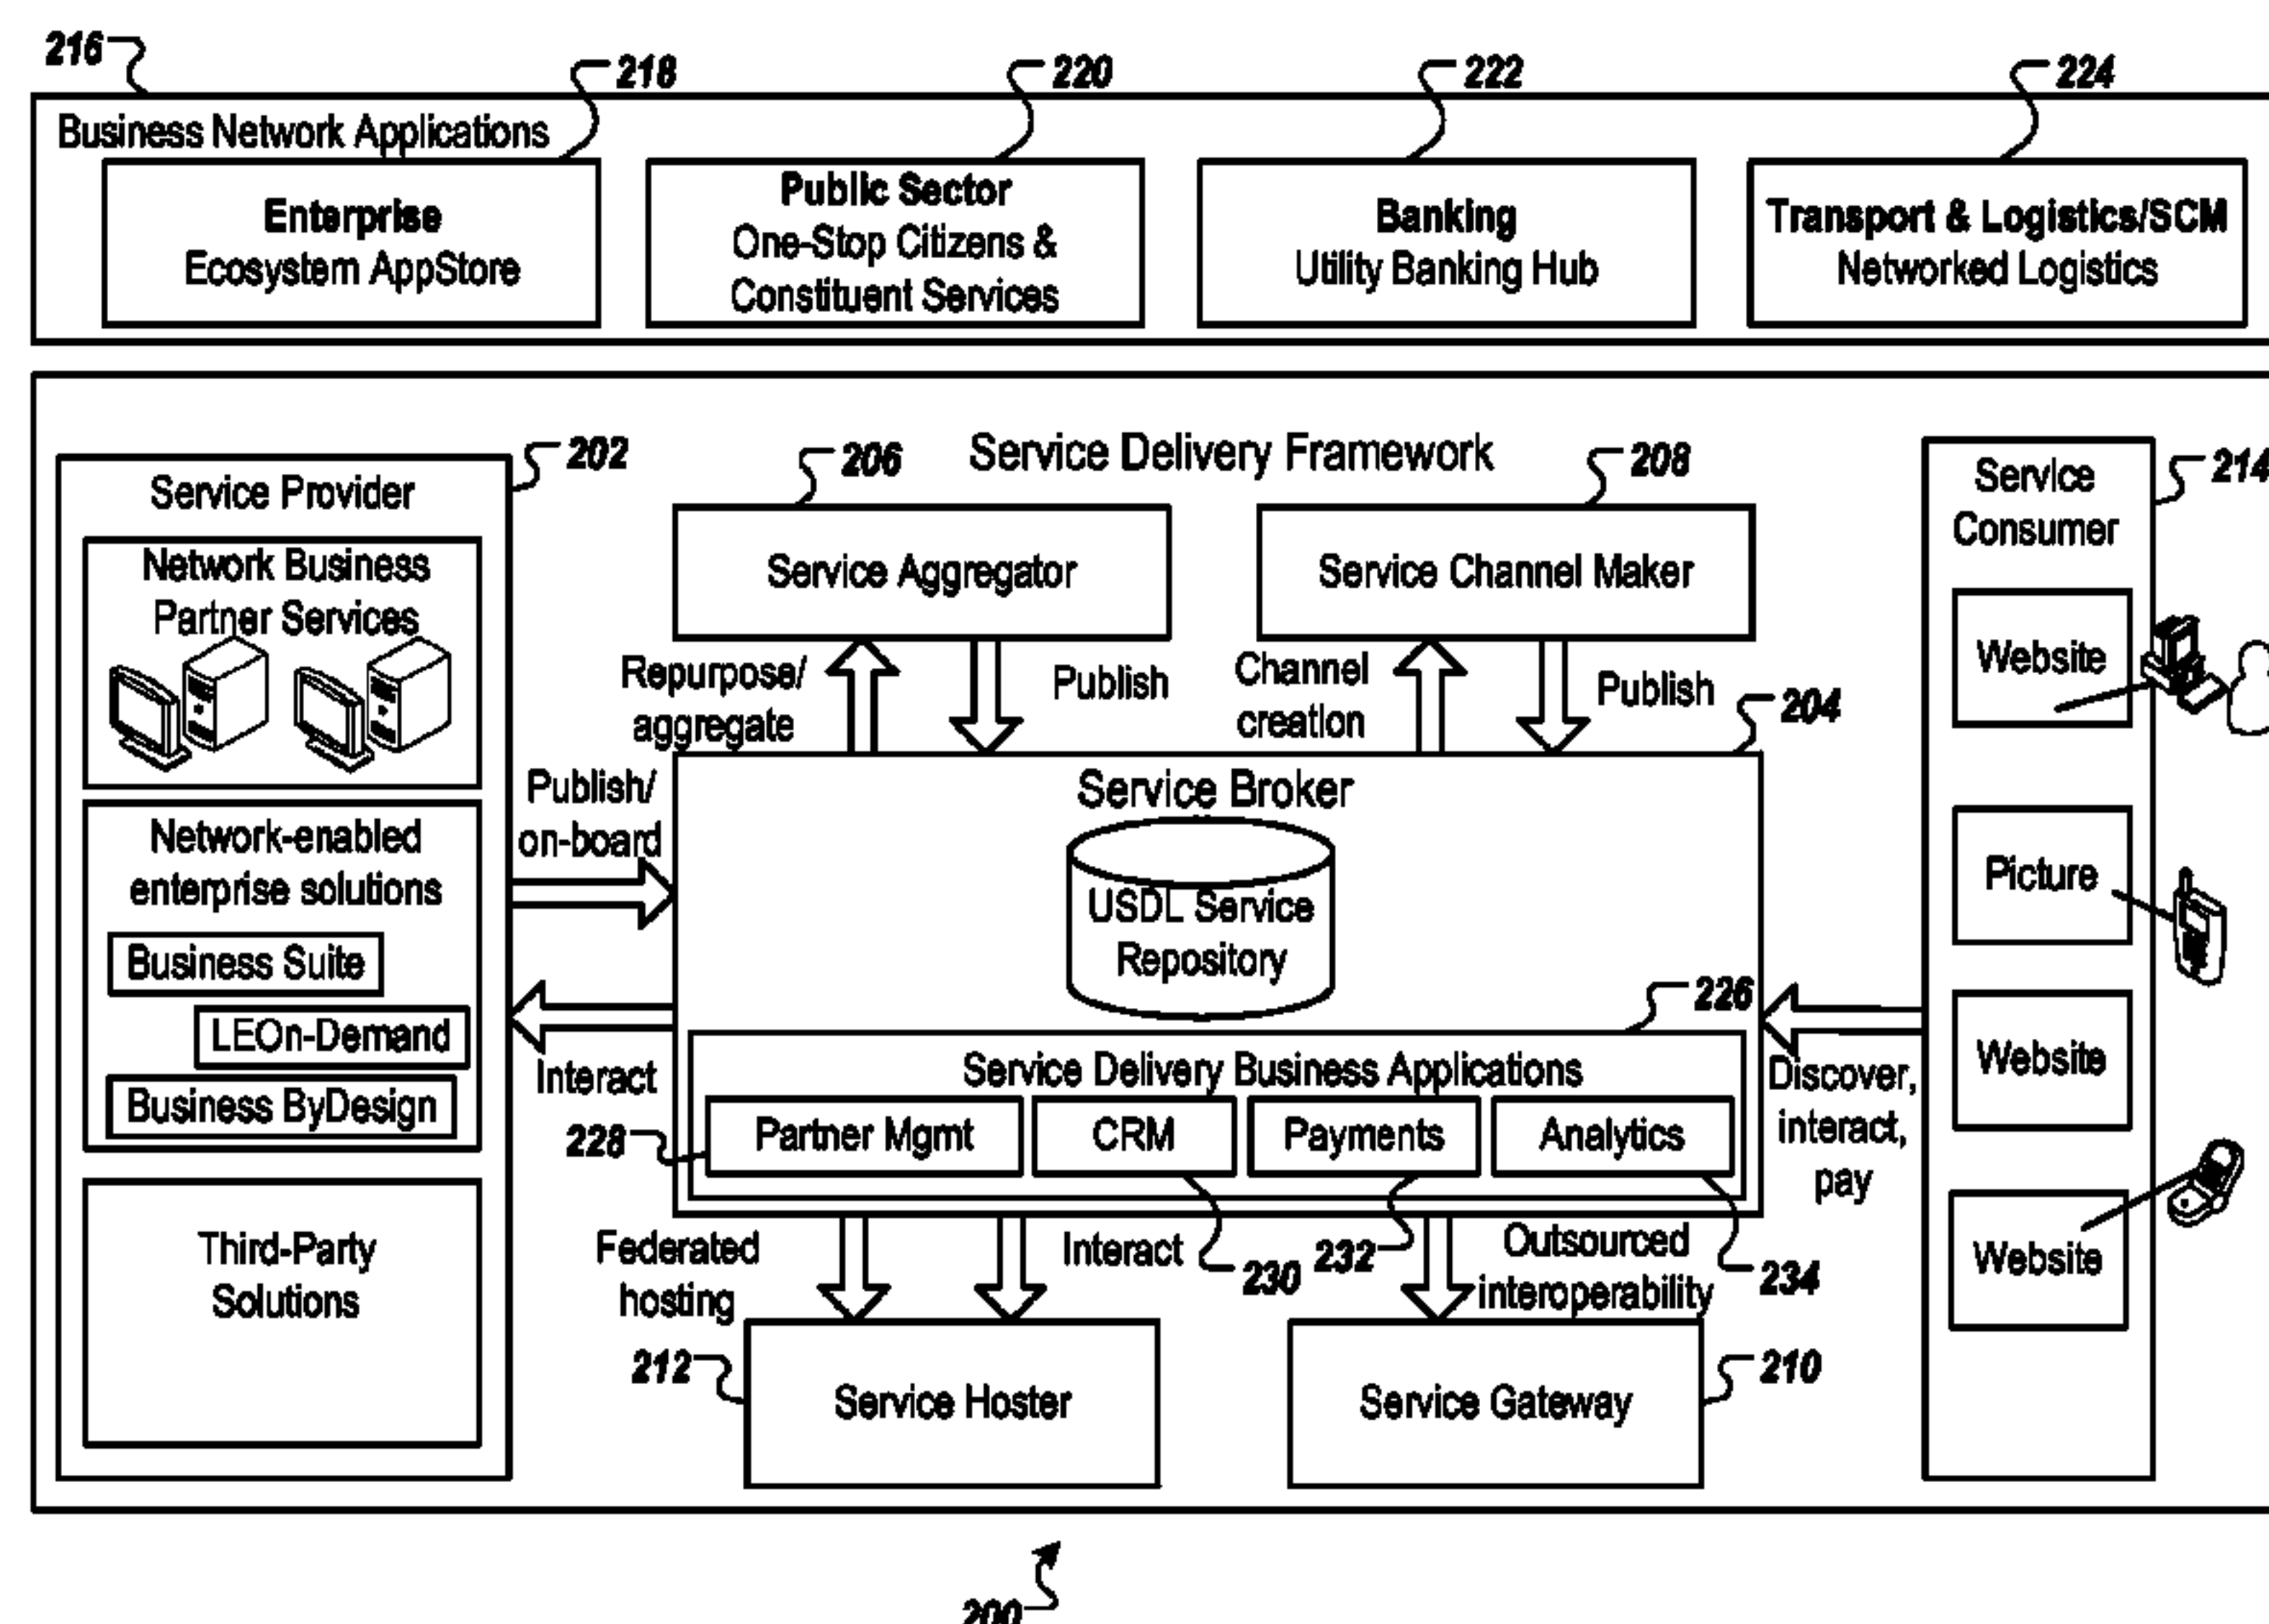 216
218
220
222
224
Business Network Applications
Enterprise
Ecosystem AppStore
Public Sector
One-Stop Citizens &
Constituent Services
Banking
Utility Banking Hub
Transport & Logistics/SCM
Networked Logistics
Service Delivery Framework
202
Service Provider
Network Business
Partner Services
Network-enabled
enterprise solutions
Business Suite
LEOn-Demand
Business ByDesign
Third-Party
Solutions
206
Service Aggregator
208
Service Channel Maker
Repurpose/
aggregate
Publish
Channel
creation
Publish
204
Publish/
on-board
Interact
Service Broker
USDL Service
Repository
226
Service Delivery Business Applications
228
Partner Mgmt
CRM
Payments
Analytics
Federated
hosting
Interact
230
232
Outsourced
interoperability
234
212
Service Hoster
Service Gateway
210
Discover,
interact,
pay
214
Service
Consumer
Website
Picture
Website
Website
200